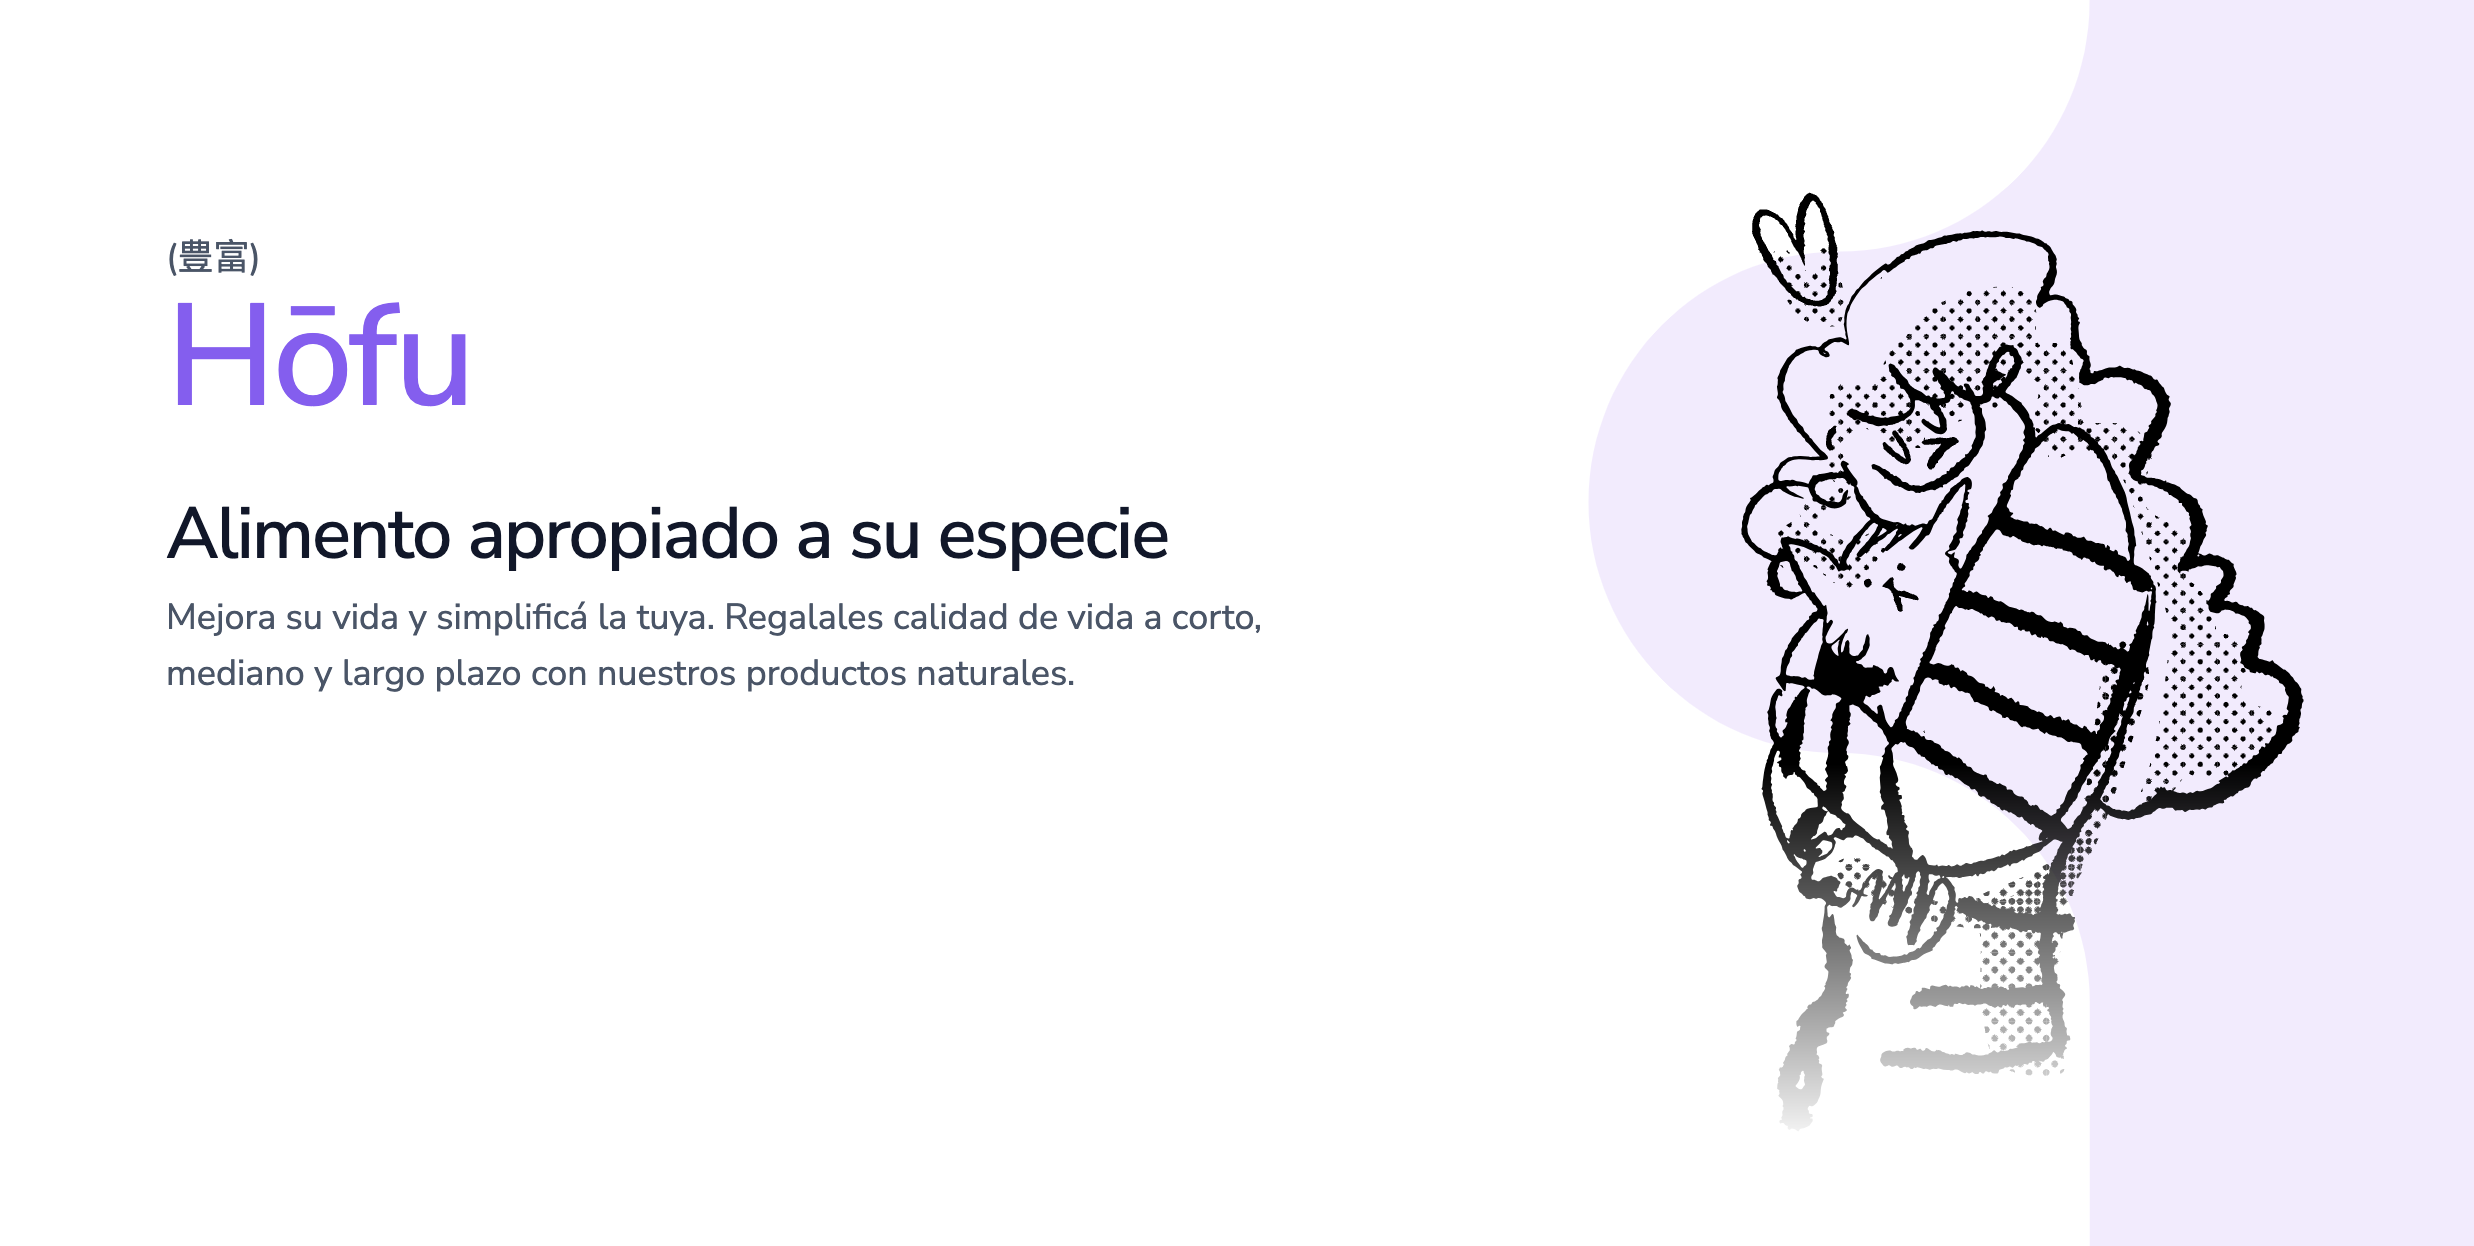 (豊富)
Hōfu
Alimento apropiado a su especie
Mejora su vida y simplificá la tuya. Regalales calidad de vida a corto,
mediano y largo plazo con nuestros productos naturales.